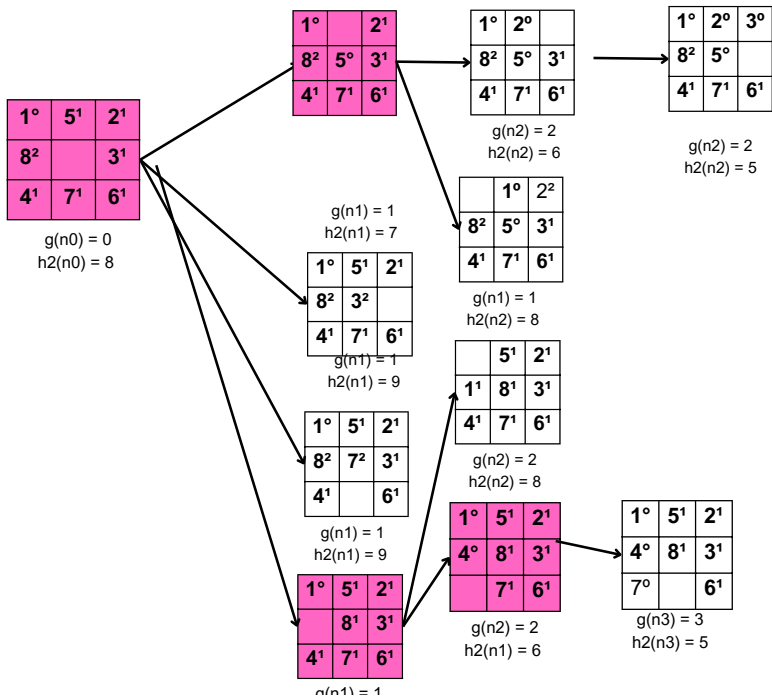 1° 5¹ 2¹
8² 3¹
4¹ 7¹ 6¹
g(n0) = 0
h2(n0) = 8
1° 2¹
8² 5° 3¹
4¹ 7¹ 6¹
g(n1) = 1
h2(n1) = 7
1° 5¹ 2¹
8² 3²
4¹ 7¹ 6¹
g(n1) = 1
h2(n1) = 9
1° 5¹ 2¹
8² 7² 3¹
4¹ 6¹
g(n1) = 1
h2(n1) = 9
1° 5¹ 2¹
8¹ 3¹
4¹ 7¹ 6¹
g(n1) = 1
1° 2º
8² 5° 3¹
4¹ 7¹ 6¹
g(n2) = 2
h2(n2) = 6
1º 2²
8² 5° 3¹
4¹ 7¹ 6¹
g(n1) = 1
h2(n2) = 8
5¹ 2¹
1¹ 8¹ 3¹
4¹ 7¹ 6¹
g(n2) = 2
h2(n2) = 8
1° 5¹ 2¹
4° 8¹ 3¹
7¹ 6¹
g(n2) = 2
h2(n1) = 6
1° 2º 3º
8² 5°
4¹ 7¹ 6¹
g(n2) = 2
h2(n2) = 5
1° 5¹ 2¹
4° 8¹ 3¹
7º 6¹
g(n3) = 3
h2(n3) = 5